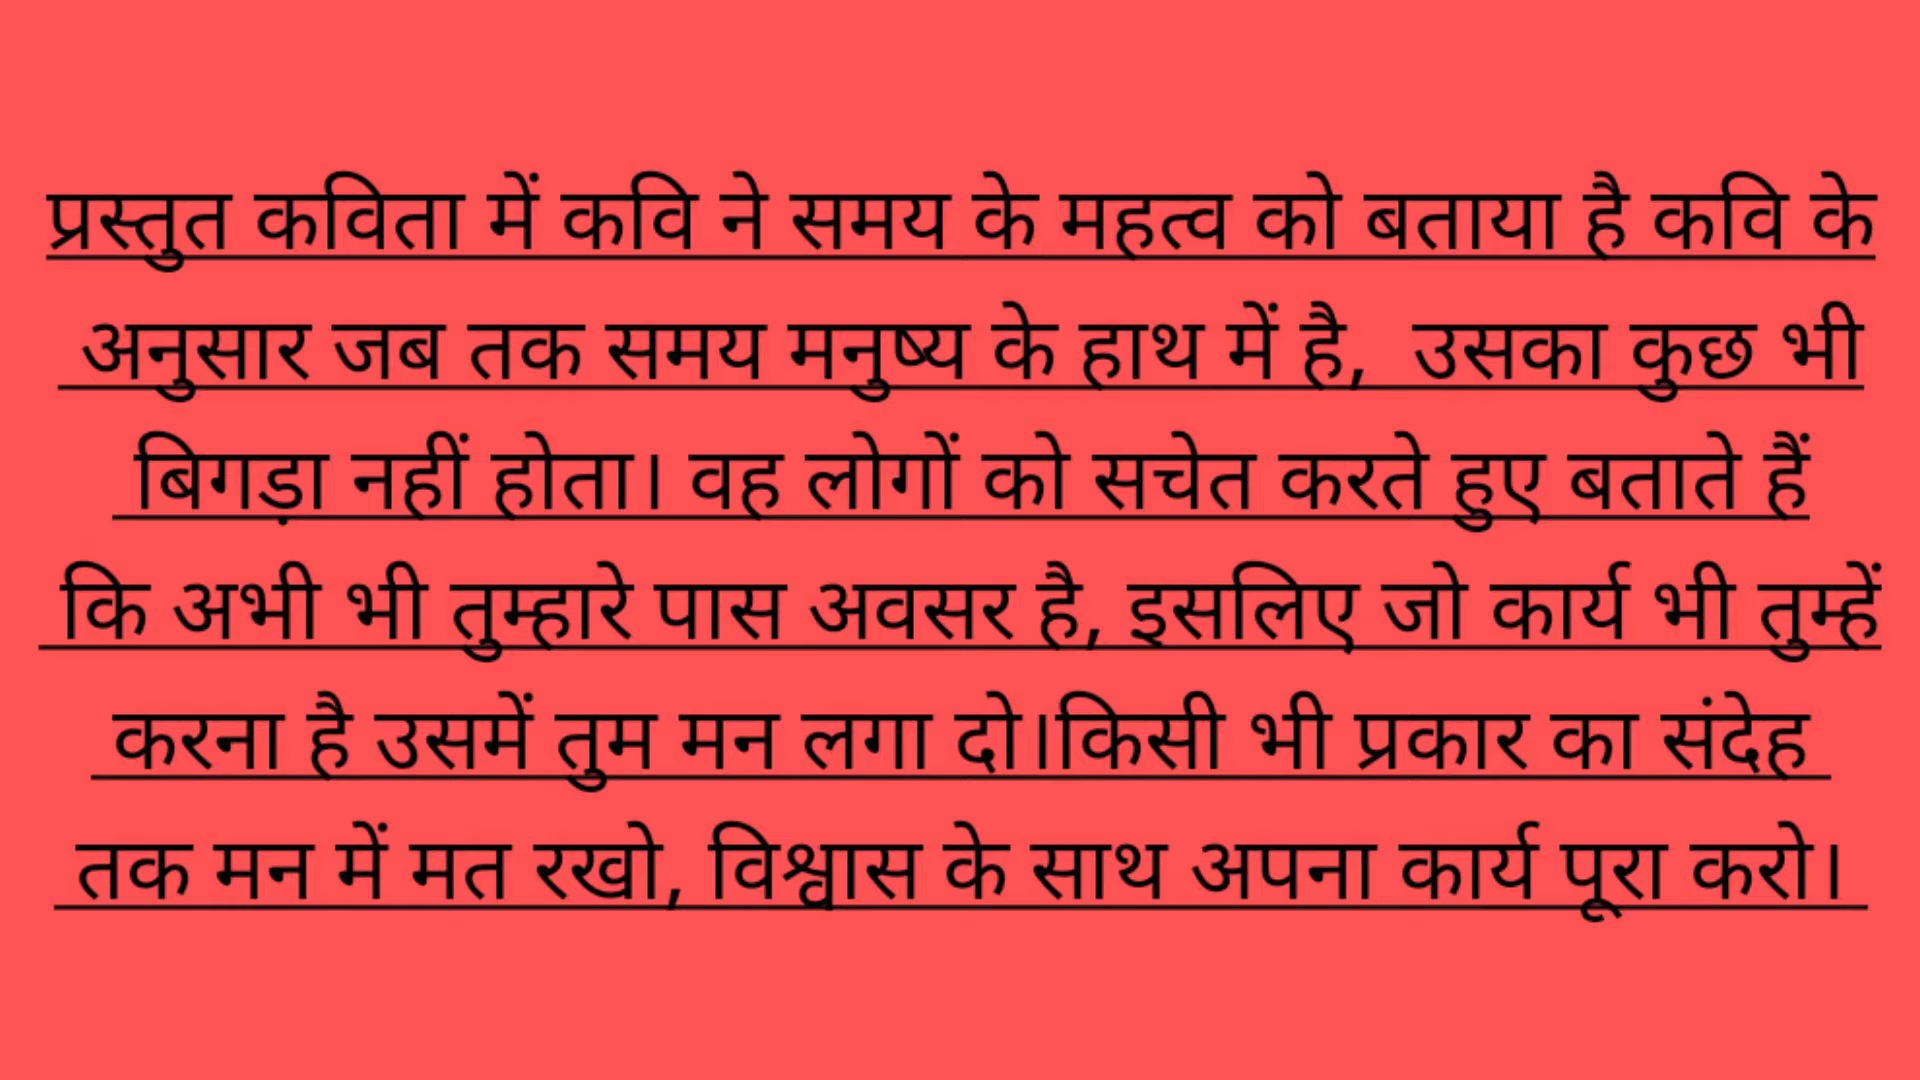 प्रस्तुत कविता में कवि ने समय के महत्व को बताया है कवि के
अनुसार जब तक समय मनुष्य के हाथ में है,  उसका कुछ भी
बिगड़ा नहीं होता। वह लोगों को सचेत करते हुए बताते हैं
कि अभी भी तुम्हारे पास अवसर है, इसलिए जो कार्य भी तुम्हें
करना है उसमें तुम मन लगा दो।किसी भी प्रकार का संदेह
तक मन में मत रखो, विश्वास के साथ अपना कार्य पूरा करो।